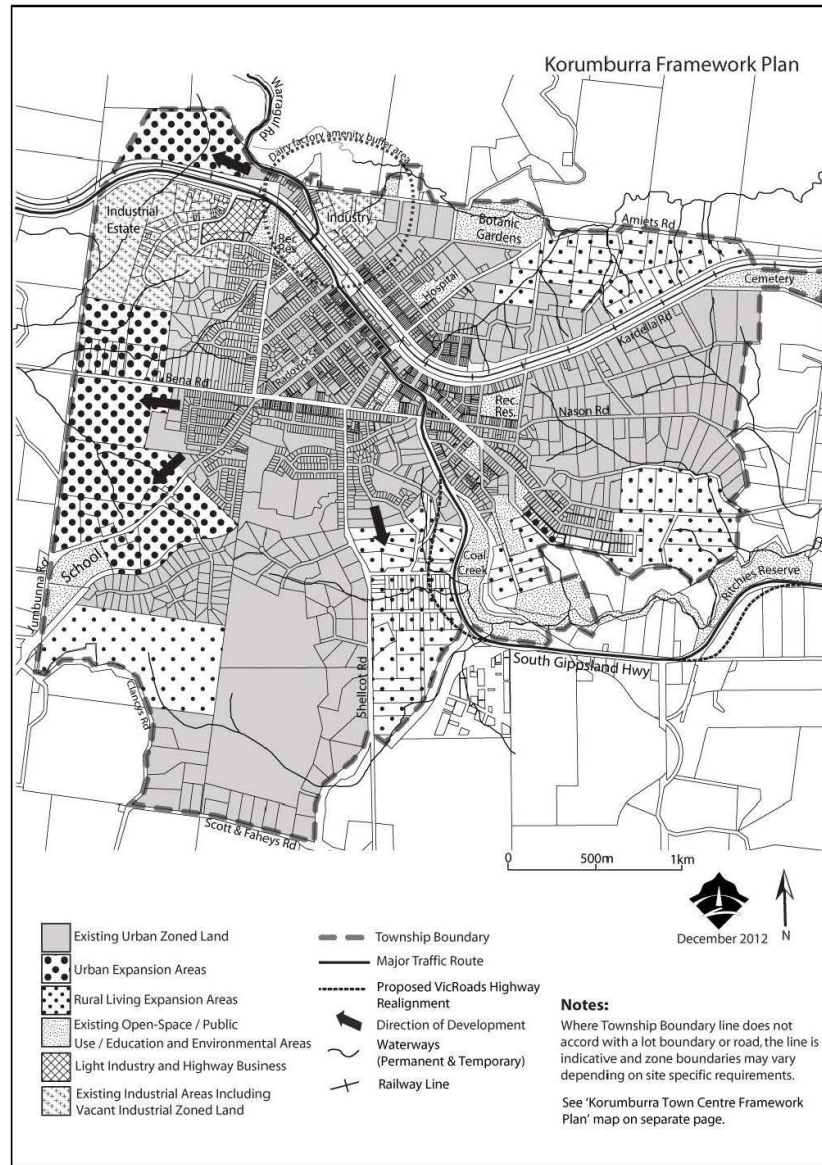 Korumburra Framework Plan
Warragul Rd
Dairy factory amenity buffer area
Industrial
Estate
Industry
Rec
Res.
Botanic
Gardens
Amiets Rd
Hospital
Cemetery
Kardella Rd
Radovick St
Bena Rd
Rec.
Res.
Nason Rd
School
Jumbunna Rd
Coal
Creek
Ritchies Reserve
South Gippsland Hwy
Shellcot Rd
Clancys Rd
Scott & Faheys Rd
0 500m 1km
December 2012
N
Existing Urban Zoned Land
Urban Expansion Areas
Rural Living Expansion Areas
Existing Open-Space / Public
Use / Education and Environmental Areas
Light Industry and Highway Business
Existing Industrial Areas Including
Vacant Industrial Zoned Land
Township Boundary
Major Traffic Route
Proposed VicRoads Highway
Realignment
Direction of Development
Waterways
(Permanent & Temporary)
Railway Line
Notes:
Where Township Boundary line does not
accord with a lot boundary or road, the line is
indicative and zone boundaries may vary
depending on site specific requirements.
See 'Korumburra Town Centre Framework
Plan' map on separate page.